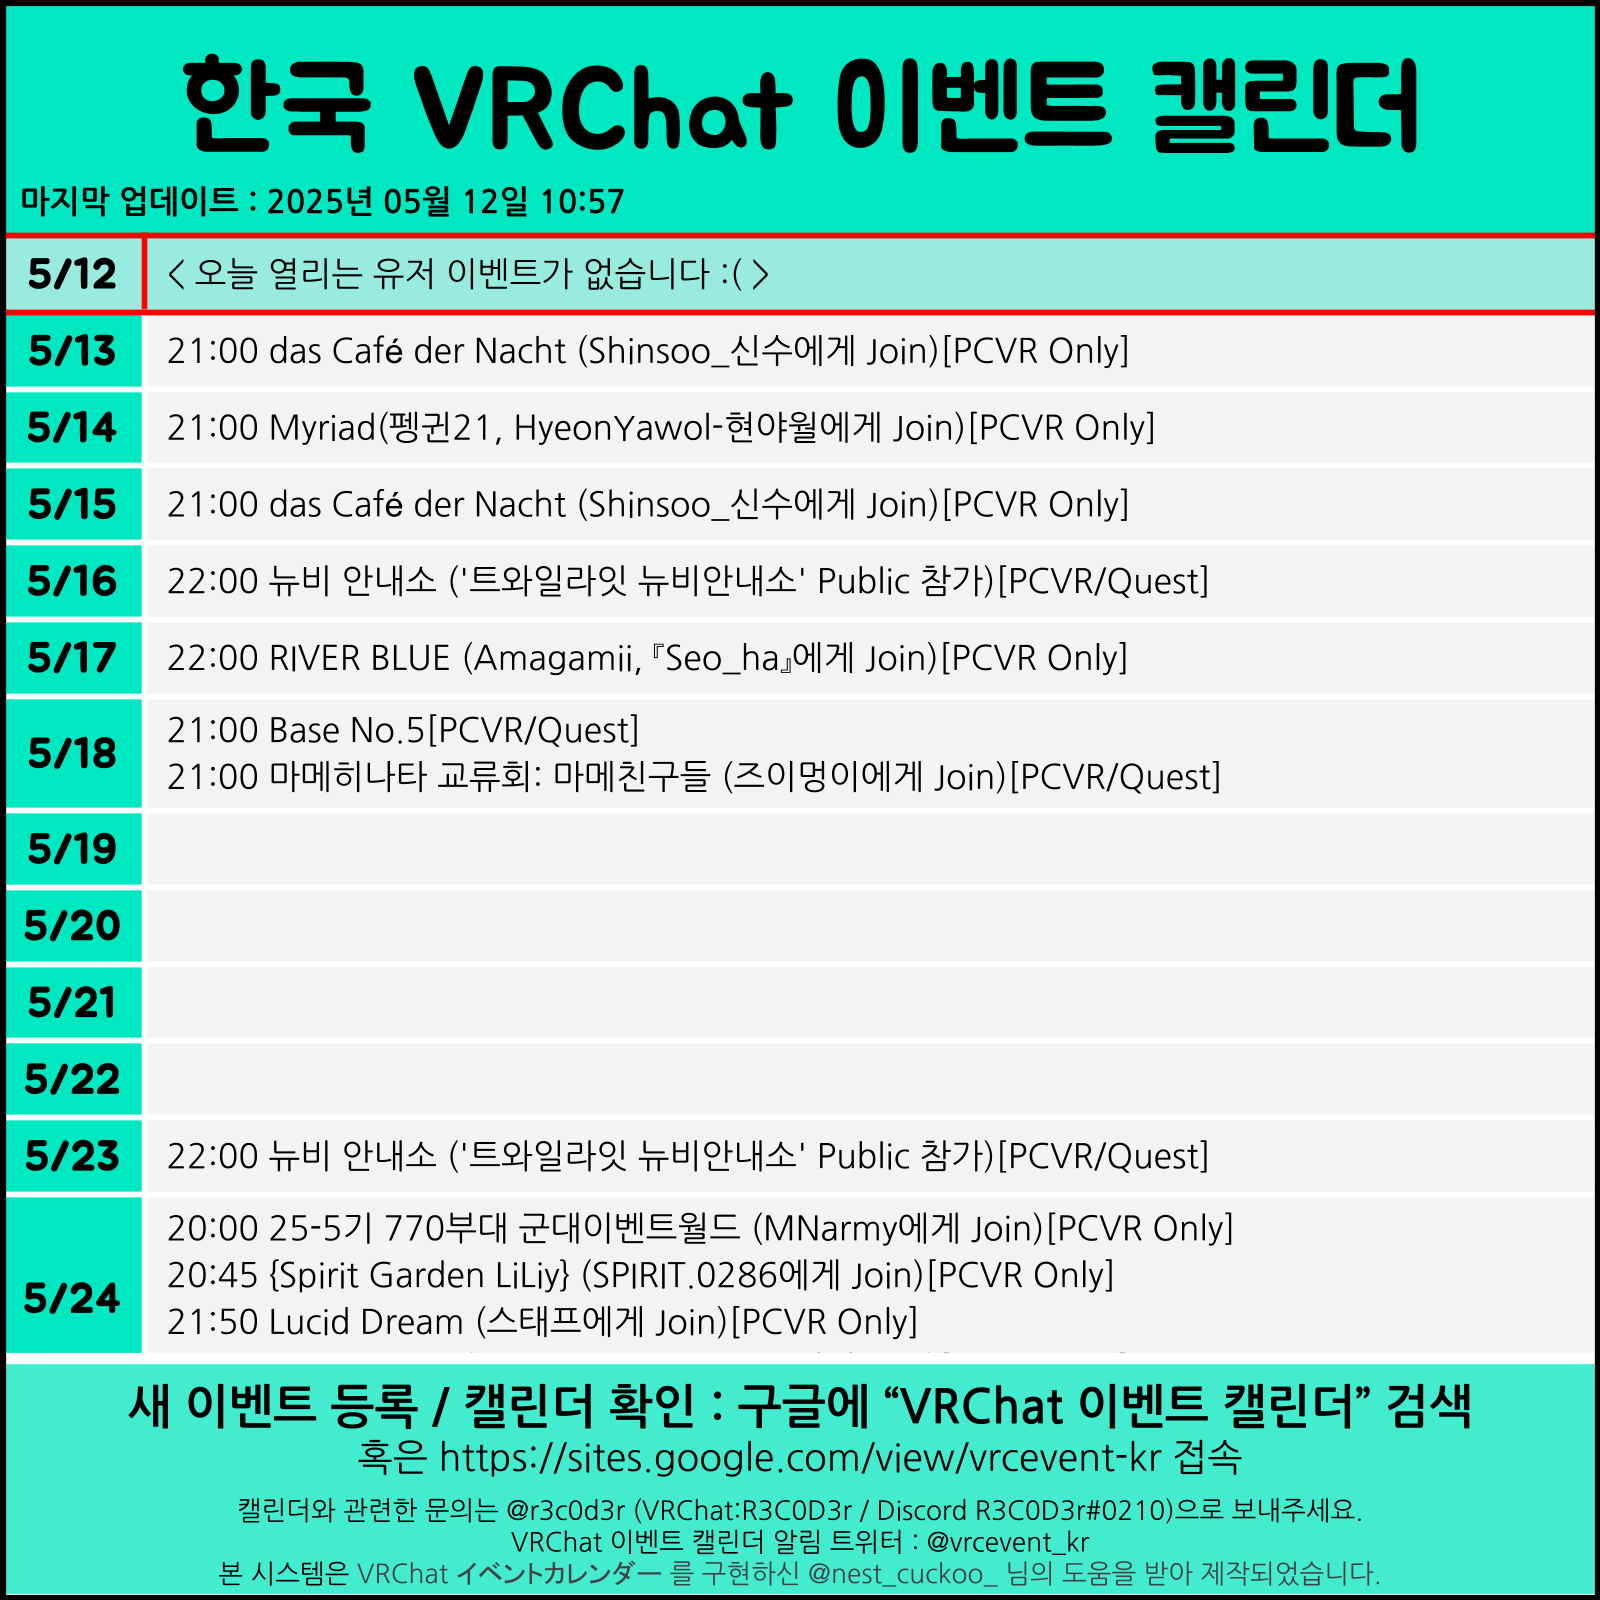 한국 VRChat 이벤트 캘린더
마지막 업데이트 : 2025년 05월 12일 10:57
5/12 < 오늘 열리는 유저 이벤트가 없습니다 :( >
5/13 21:00 das Café der Nacht (Shinsoo_신수에게 Join)[PCVR Only]
5/14 21:00 Myriad(펭귄21, HyeonYawol-현야월에게 Join)[PCVR Only]
5/15 21:00 das Café der Nacht (Shinsoo_신수에게 Join)[PCVR Only]
5/16 22:00 뉴비 안내소 ('트와일라잇 뉴비안내소' Public 참가)[PCVR/Quest]
5/17 22:00 RIVER BLUE (Amagamii, 『Seo_ha』에게 Join)[PCVR Only]
5/18 21:00 Base No.5[PCVR/Quest]
21:00 마메히나타 교류회: 마메친구들 (즈이멍이에게 Join)[PCVR/Quest]
5/19
5/20
5/21
5/22
5/23 22:00 뉴비 안내소 ('트와일라잇 뉴비안내소' Public 참가)[PCVR/Quest]
5/24 20:00 25-5기 770부대 군대이벤트월드 (MNarmy에게 Join)[PCVR Only]
20:45 {Spirit Garden LiLiy} (SPIRIT.0286에게 Join)[PCVR Only]
21:50 Lucid Dream (스태프에게 Join)[PCVR Only]
새 이벤트 등록 / 캘린더 확인 : 구글에 “VRChat 이벤트 캘린더” 검색
혹은 https://sites.google.com/view/vrcevent-kr 접속
캘린더와 관련한 문의는 @r3c0d3r (VRChat:R3C0D3r / Discord R3C0D3r#0210)으로 보내주세요.
VRChat 이벤트 캘린더 알림 트위터 : @vrcevent_kr
본 시스템은 VRChat イベントカレンダー 를 구현하신 @nest_cuckoo_ 님의 도움을 받아 제작되었습니다.